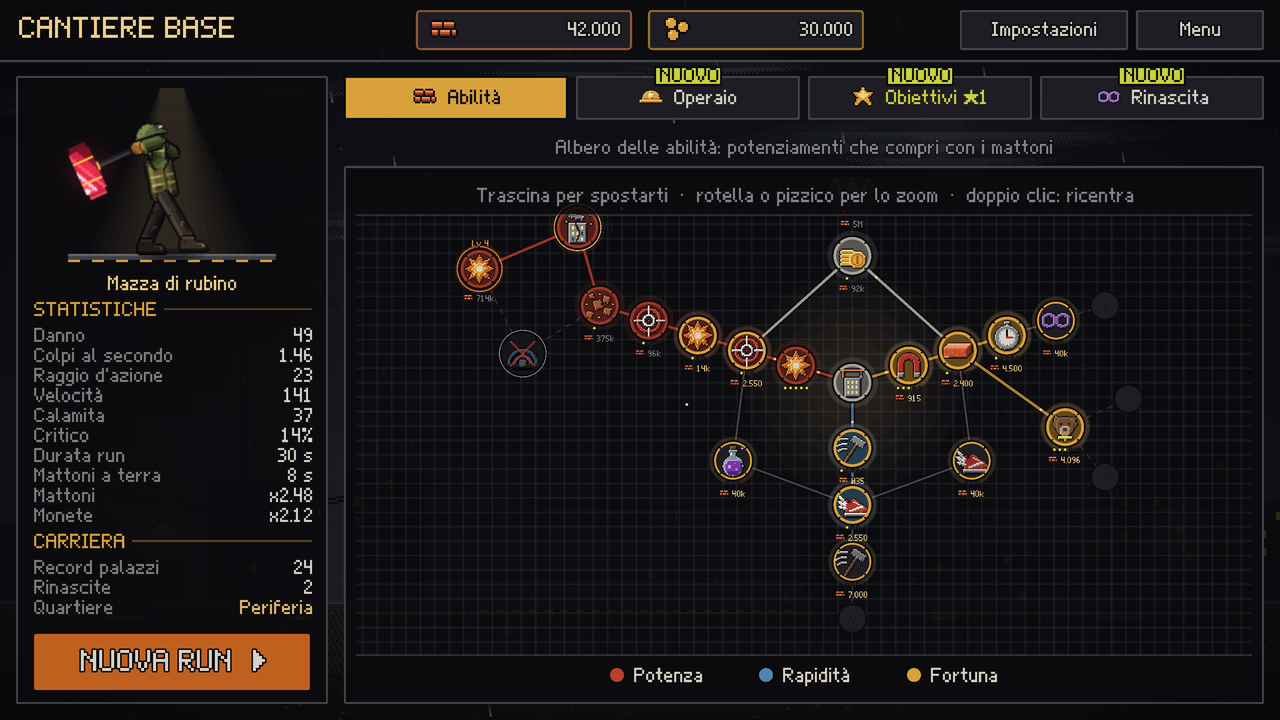 CANTIERE BASE
42.000
30.000
Impostazioni
Menu
NUOVO
NUOVO
NUOVO
Abilità
Operaio
Obiettivi ★1
Rinascita
Albero delle abilità: potenziamenti che compri con i mattoni
Trascina per spostarti · rotella o pizzico per lo zoom · doppio clic: ricentra
Mazza di rubino
STATISTICHE
Danno 49
Colpi al secondo 1.46
Raggio d'azione 23
Velocità 141
Calamita 37
Critico 14%
Durata run 30 s
Mattoni a terra 8 s
Mattoni x2.48
Monete x2.12
CARRIERA
Record palazzi 24
Rinascite 2
Quartiere Periferia
NUOVA RUN
5M
Lv.4
92k
714k
375k
96k
40k
14k
4.500
2.550
2.400
915
4.096
40k
40k
2.550
7.000
Potenza
Rapidità
Fortuna